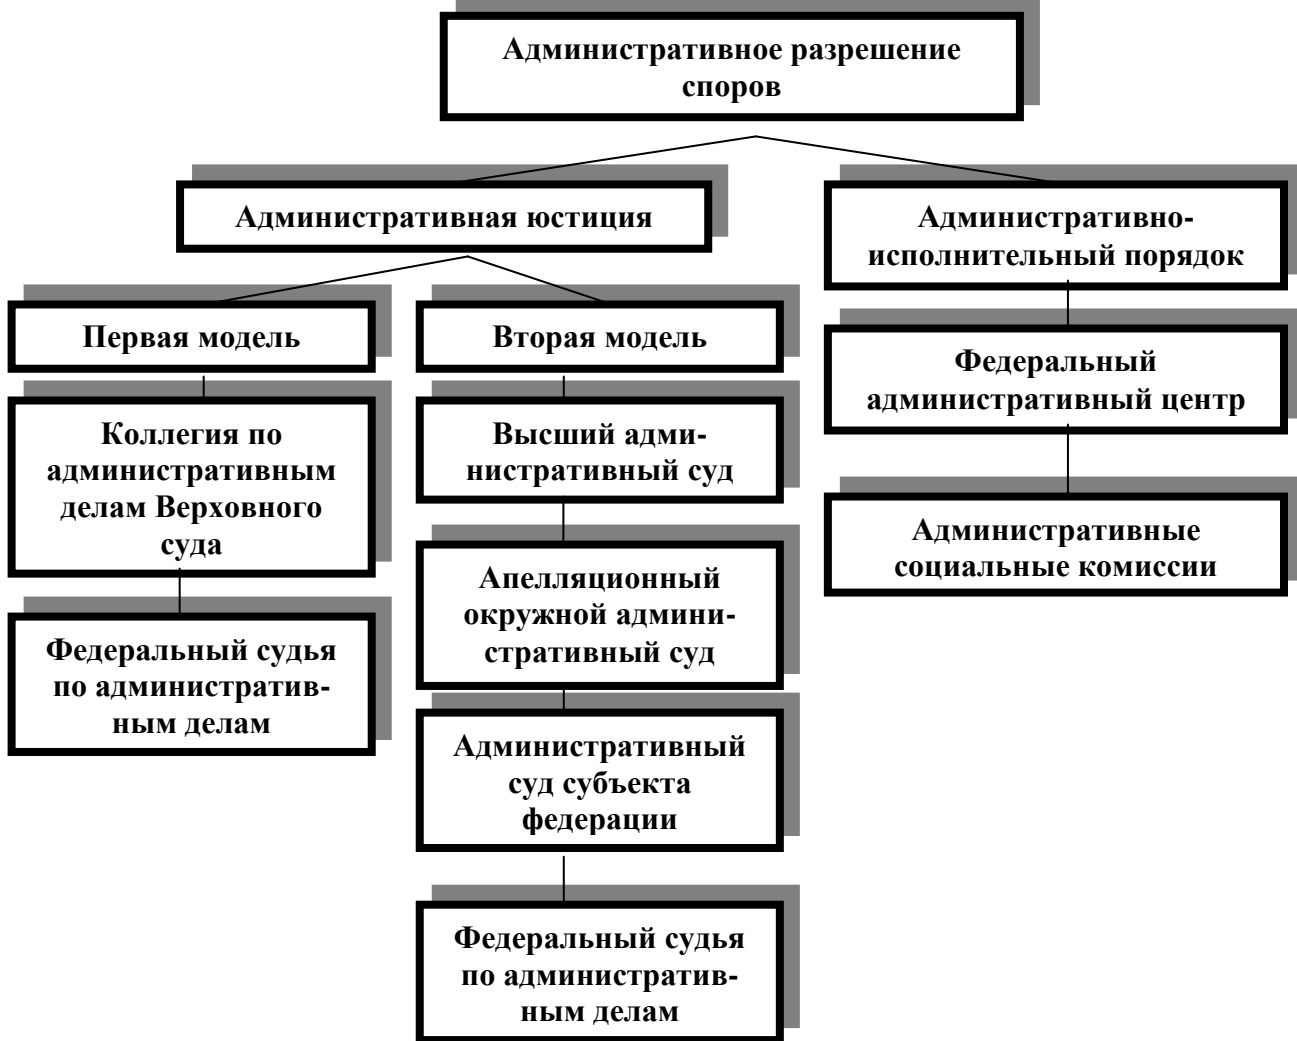 Административное разрешение
споров
Административная юстиция
Административно-
исполнительный порядок
Первая модель
Вторая модель
Федеральный
административный центр
Коллегия по
административным
делам Верховного
суда
Высший адми-
нистративный суд
Административные
социальные комиссии
Апелляционный
окружной админи-
стративный суд
Федеральный судья
по административ-
ным делам
Административный
суд субъекта
федерации
Федеральный судья
по административ-
ным делам